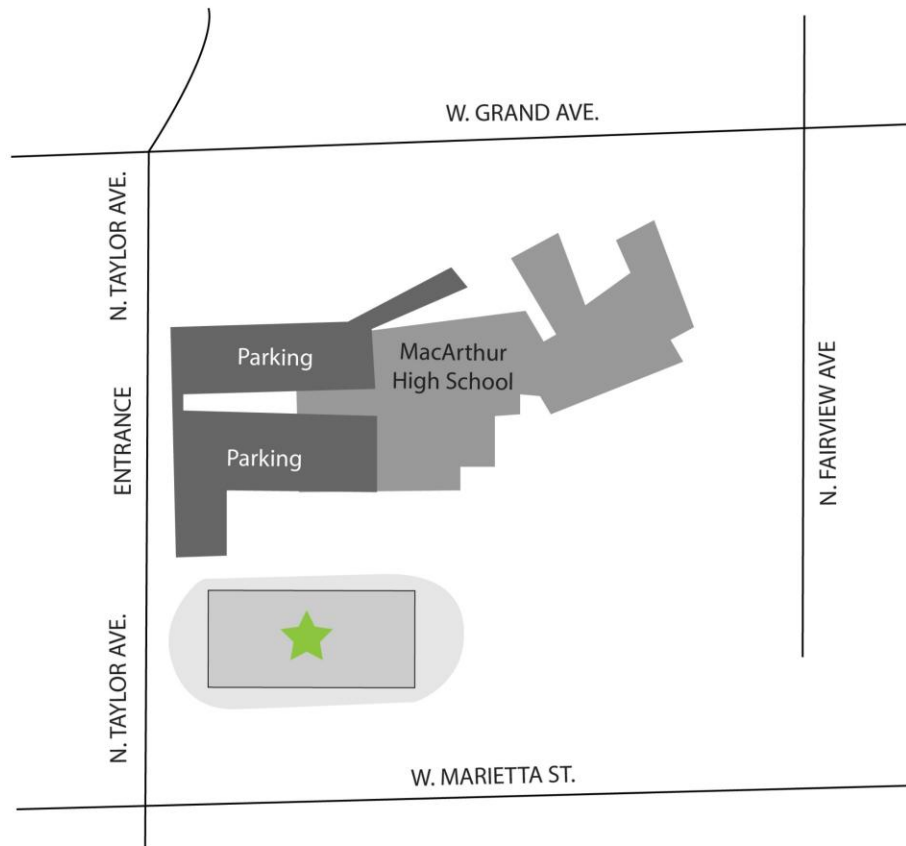 W. GRAND AVE.
N. TAYLOR AVE.
Parking
MacArthur
High School
ENTRANCE
Parking
N. FAIRVIEW AVE
N. TAYLOR AVE.
W. MARIETTA ST.